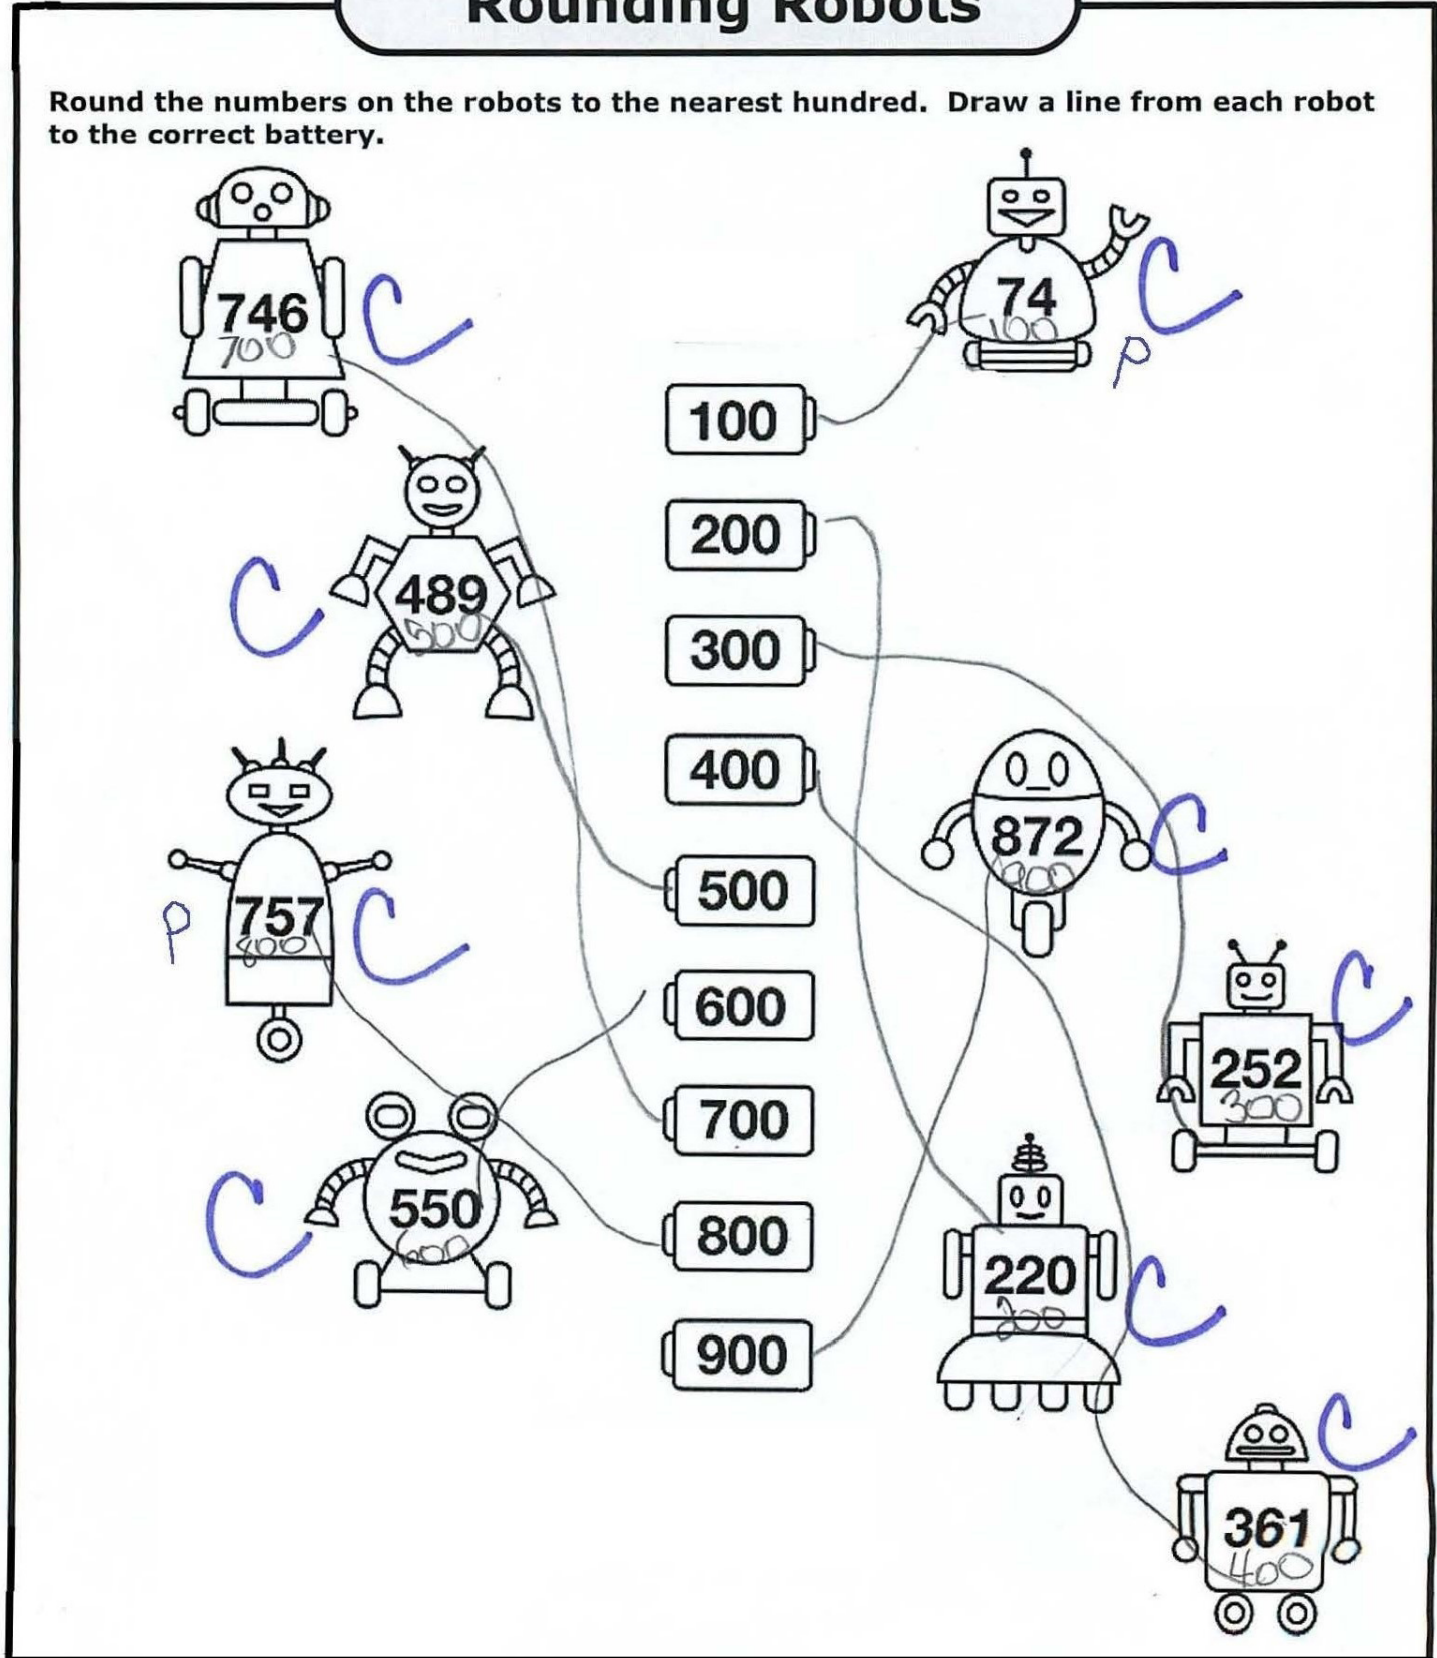 Rounding Robots
Round the numbers on the robots to the nearest hundred. Draw a line from each robot
to the correct battery.
746
700
C
74
100
C
P
100
200
300
400
500
600
700
800
900
489
500
C
757
800
P
C
550
600
C
872
900
C
252
300
C
220
200
C
361
400
C